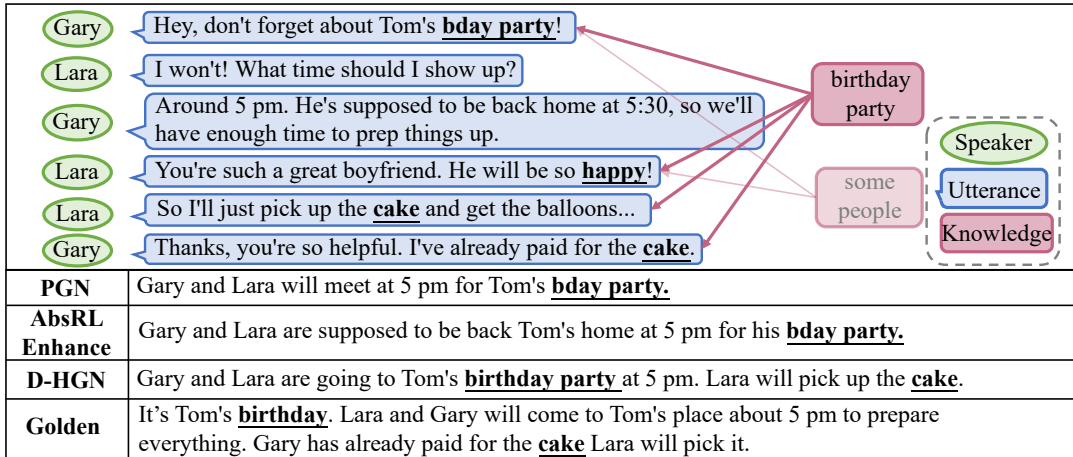 Gary
Hey, don't forget about Tom's bday party!
Lara
I won't! What time should I show up?
Gary
Around 5 pm. He's supposed to be back home at 5:30, so we'll
have enough time to prep things up.
Lara
You're such a great boyfriend. He will be so happy!
Lara
So I'll just pick up the cake and get the balloons...
Gary
Thanks, you're so helpful. I've already paid for the cake.
birthday
party
some
people
Speaker
Utterance
Knowledge
PGN
Gary and Lara will meet at 5 pm for Tom's bday party.
AbsRL
Enhance
Gary and Lara are supposed to be back Tom's home at 5 pm for his bday party.
D-HGN
Gary and Lara are going to Tom's birthday party at 5 pm. Lara will pick up the cake.
Golden
It's Tom's birthday. Lara and Gary will come to Tom's place about 5 pm to prepare
everything. Gary has already paid for the cake Lara will pick it.